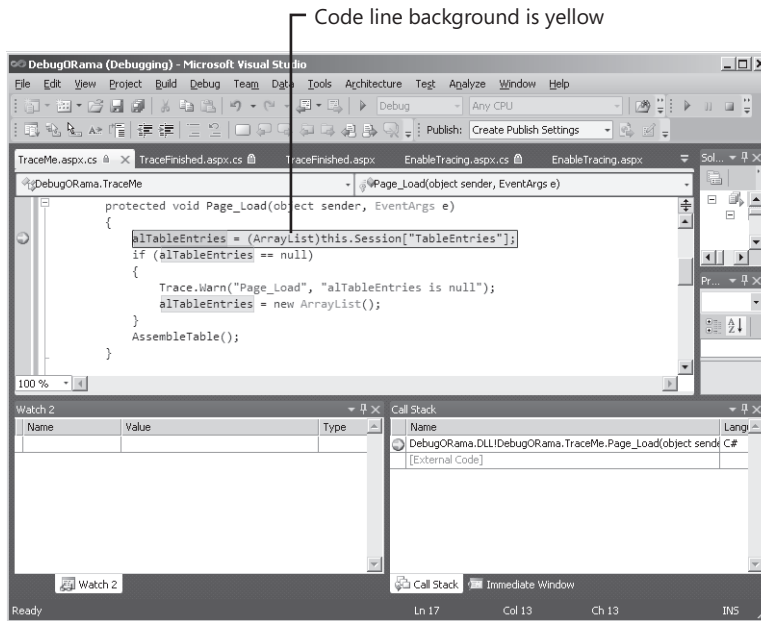 Code line background is yellow
DebugORama (Debugging) - Microsoft Visual Studio
File Edit View Project Build Debug Team Data Tools Architecture Test Analyze Window Help
Debug Any CPU
Publish: Create Publish Settings
TraceMe.aspx.cs TraceFinished.aspx.cs TraceFinished.aspx EnableTracing.aspx.cs EnableTracing.aspx Sol...
DebugORama.TraceMe Page_Load(object sender, EventArgs e)
protected void Page_Load(object sender, EventArgs e)
{
alTableEntries = (ArrayList)this.Session["TableEntries"];
if (alTableEntries == null)
{
Trace.Warn("Page_Load", "alTableEntries is null");
alTableEntries = new ArrayList();
}
AssembleTable();
}
Pr...
100 %
Watch 2 Call Stack
Name Value Type Name Langu
DebugORama.DLL!DebugORama.TraceMe.Page_Load(object sende C#
[External Code]
Watch 2 Call Stack Immediate Window
Ready Ln 17 Col 13 Ch 13 INS